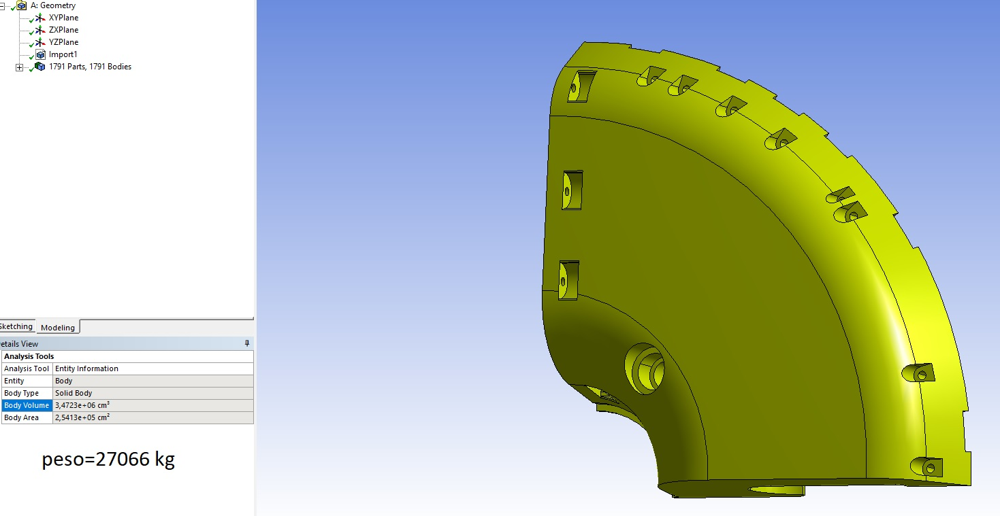 A: Geometry
XYPlane
ZXPlane
YZPlane
Import1
1791 Parts, 1791 Bodies
Sketching Modeling
etails View
Analysis Tools
Analysis Tool Entity Information
Entity Body
Body Type Solid Body
Body Volume 3,4723e+06 cm³
Body Area 2,5413e+05 cm²
peso=27066 kg